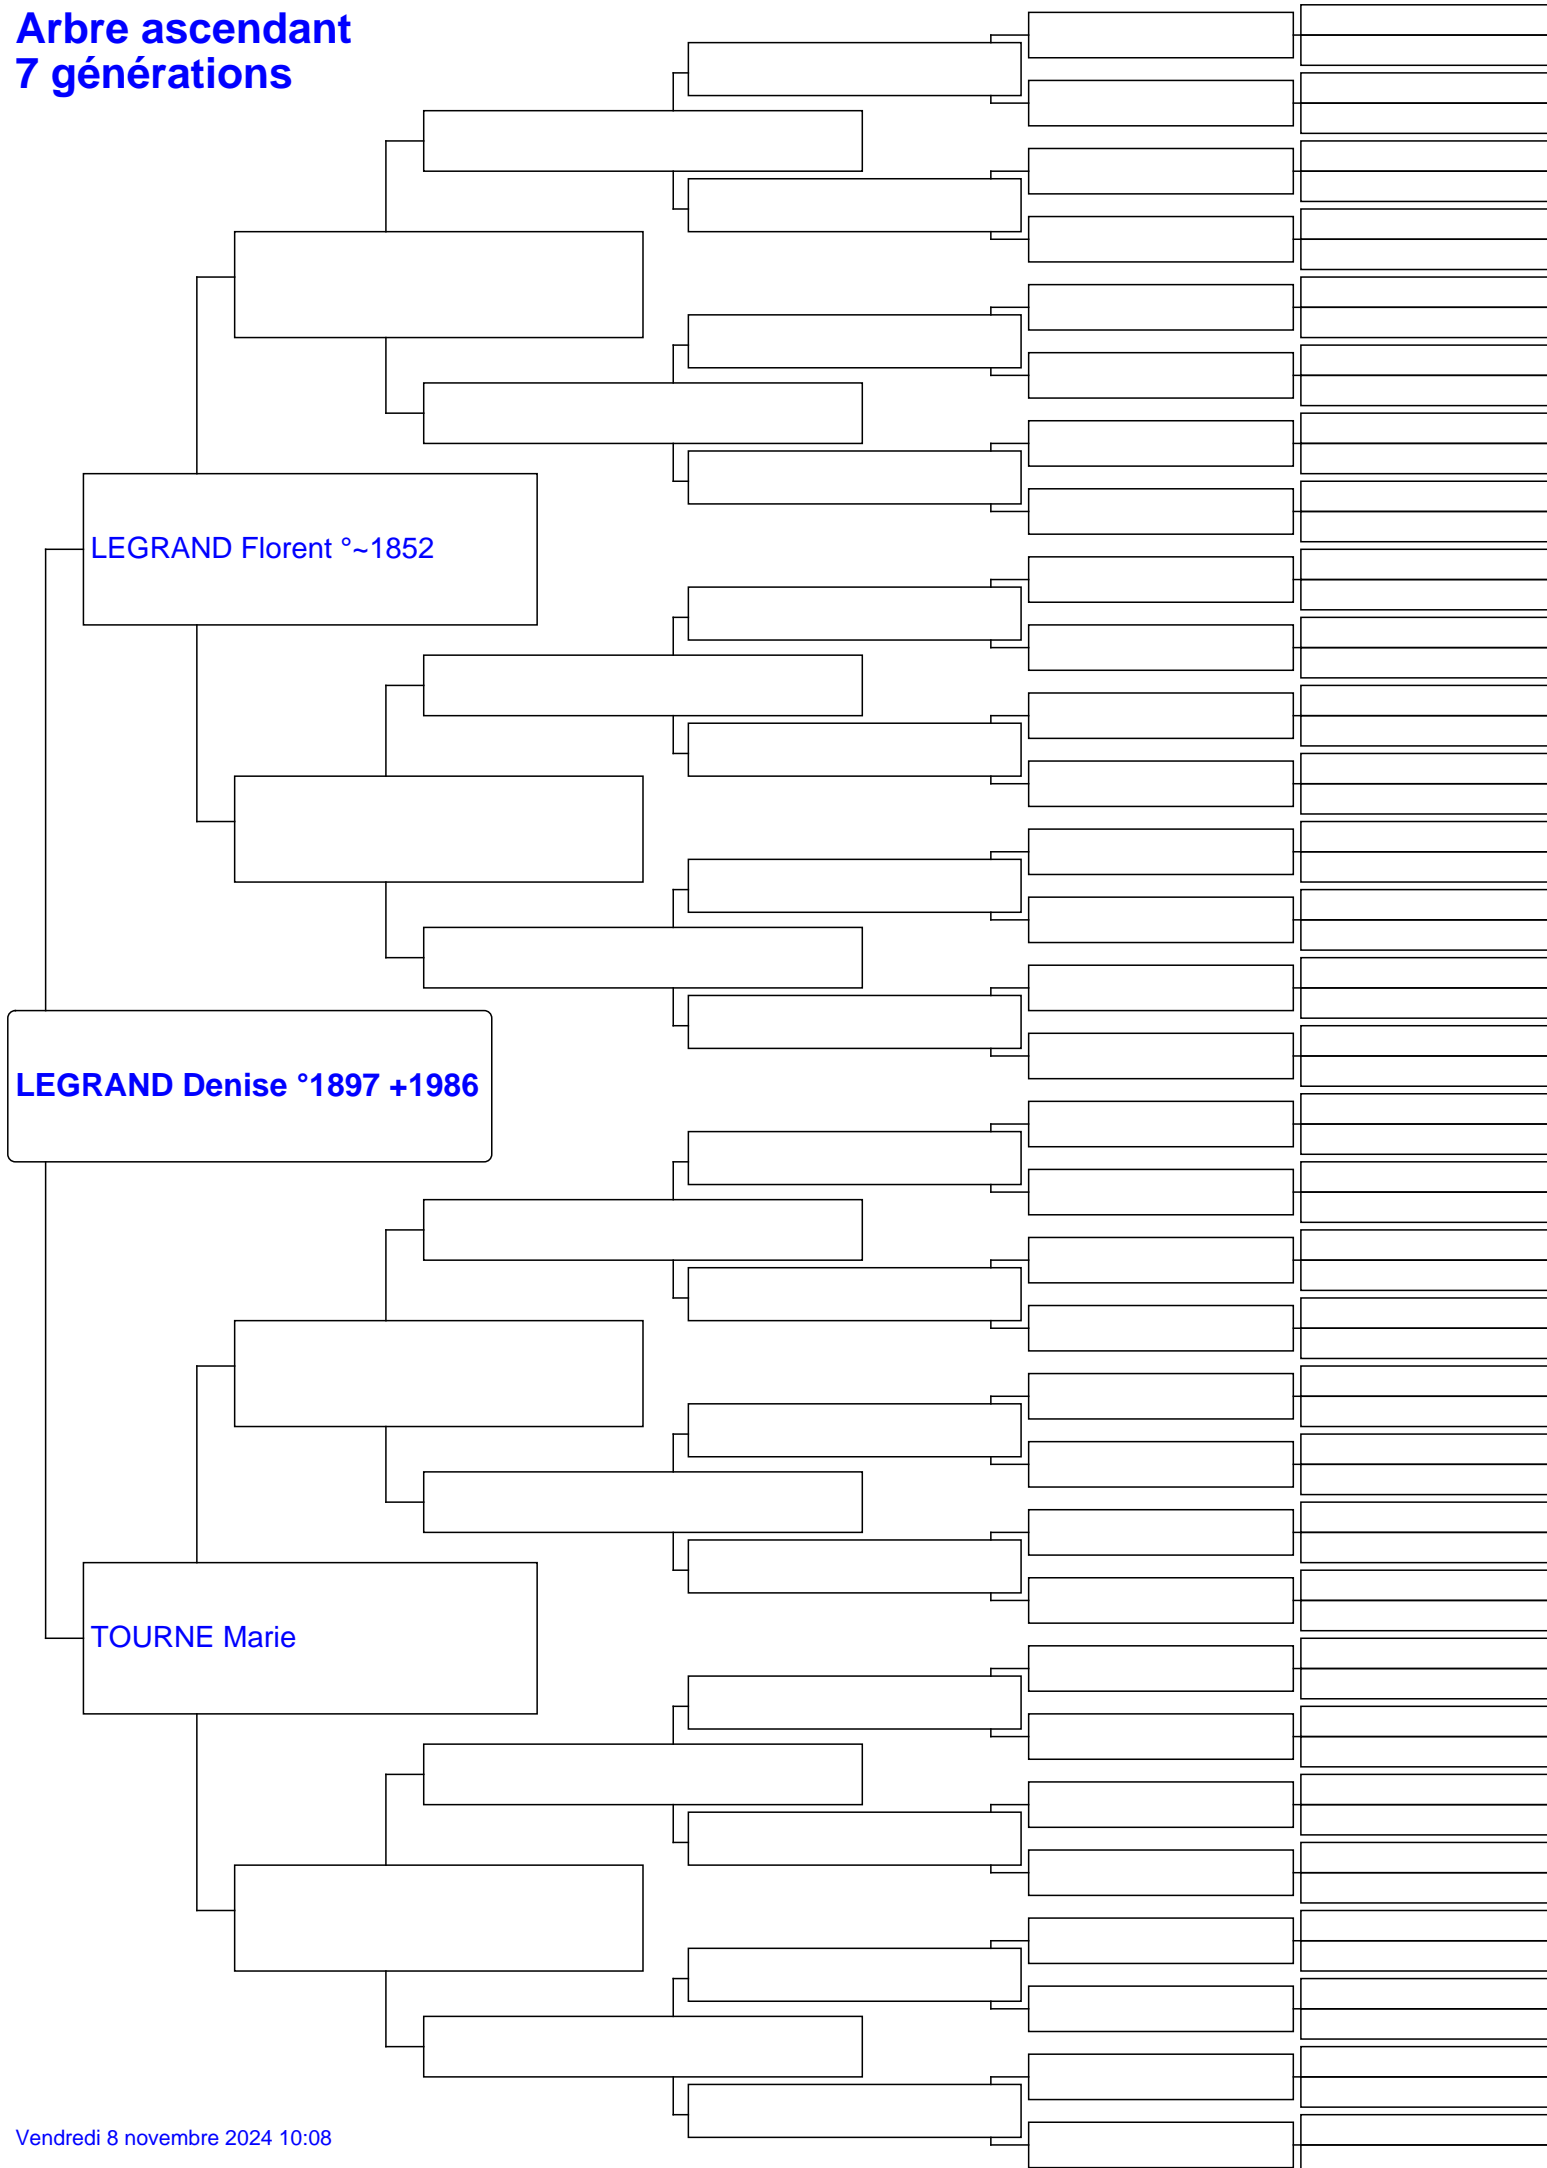 Arbre ascendant
7 générations
LEGRAND Florent °~1852
LEGRAND Denise °1897 +1986
TOURNE Marie
Vendredi 8 novembre 2024 10:08